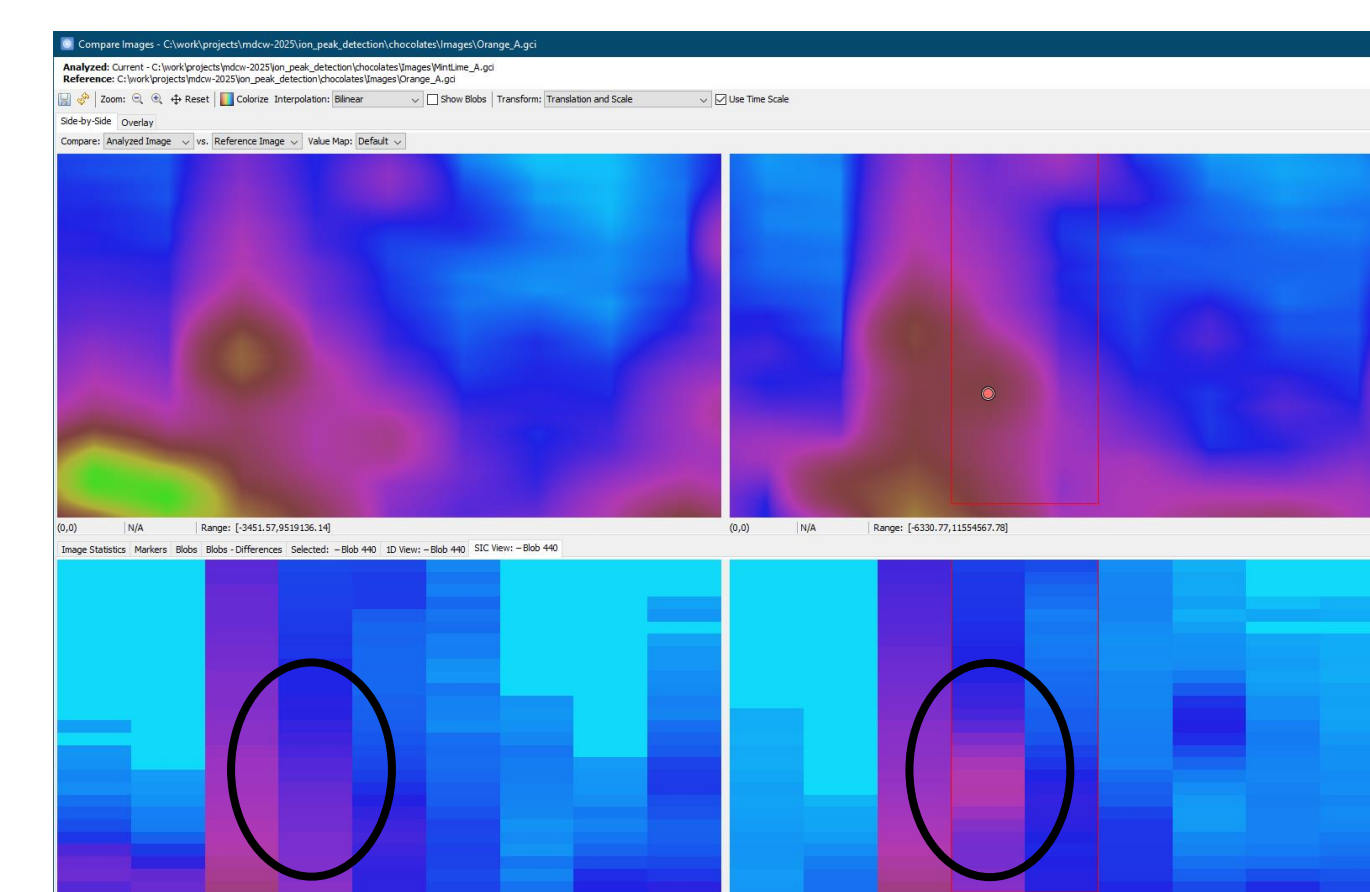 Compare Images - C:\work\projects\mdcw-2025\ion_peak_detection\chocolates\Images\Orange_A.gci
Analyzed: Current - C:\work\projects\mdcw-2025\ion_peak_detection\chocolates\Images\MintLime_A.gci
Reference: C:\work\projects\mdcw-2025\ion_peak_detection\chocolates\Images\Orange_A.gci
Zoom: Reset Colorize Interpolation: Bilinear Show Blobs Transform: Translation and Scale Use Time Scale
Side-by-Side Overlay
Compare: Analyzed Image vs. Reference Image Value Map: Default
(0,0) N/A Range: [-3451.57,9519136.14] (0,0) N/A Range: [-6330.77,11554567.78]
Image Statistics Markers Blobs Blobs - Differences Selected: ~Blob 440 1D View: ~Blob 440 SIC View: ~Blob 440